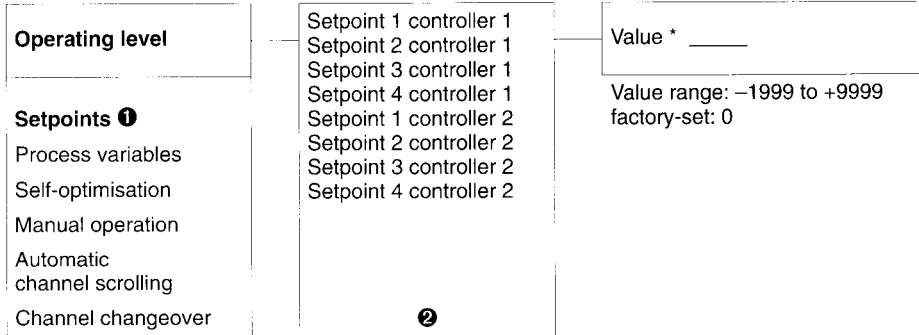 Operating level
Setpoints ❶
Process variables
Self-optimisation
Manual operation
Automatic
channel scrolling
Channel changeover
Setpoint 1 controller 1
Setpoint 2 controller 1
Setpoint 3 controller 1
Setpoint 4 controller 1
Setpoint 1 controller 2
Setpoint 2 controller 2
Setpoint 3 controller 2
Setpoint 4 controller 2
❷
Value * _____
Value range: –1999 to +9999
factory-set: 0